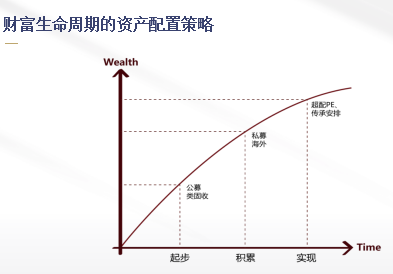 财富生命周期的资产配置策略
Wealth
超配PE、
传承安排
私募
海外
公募
类固收
Time
起步
积累
实现